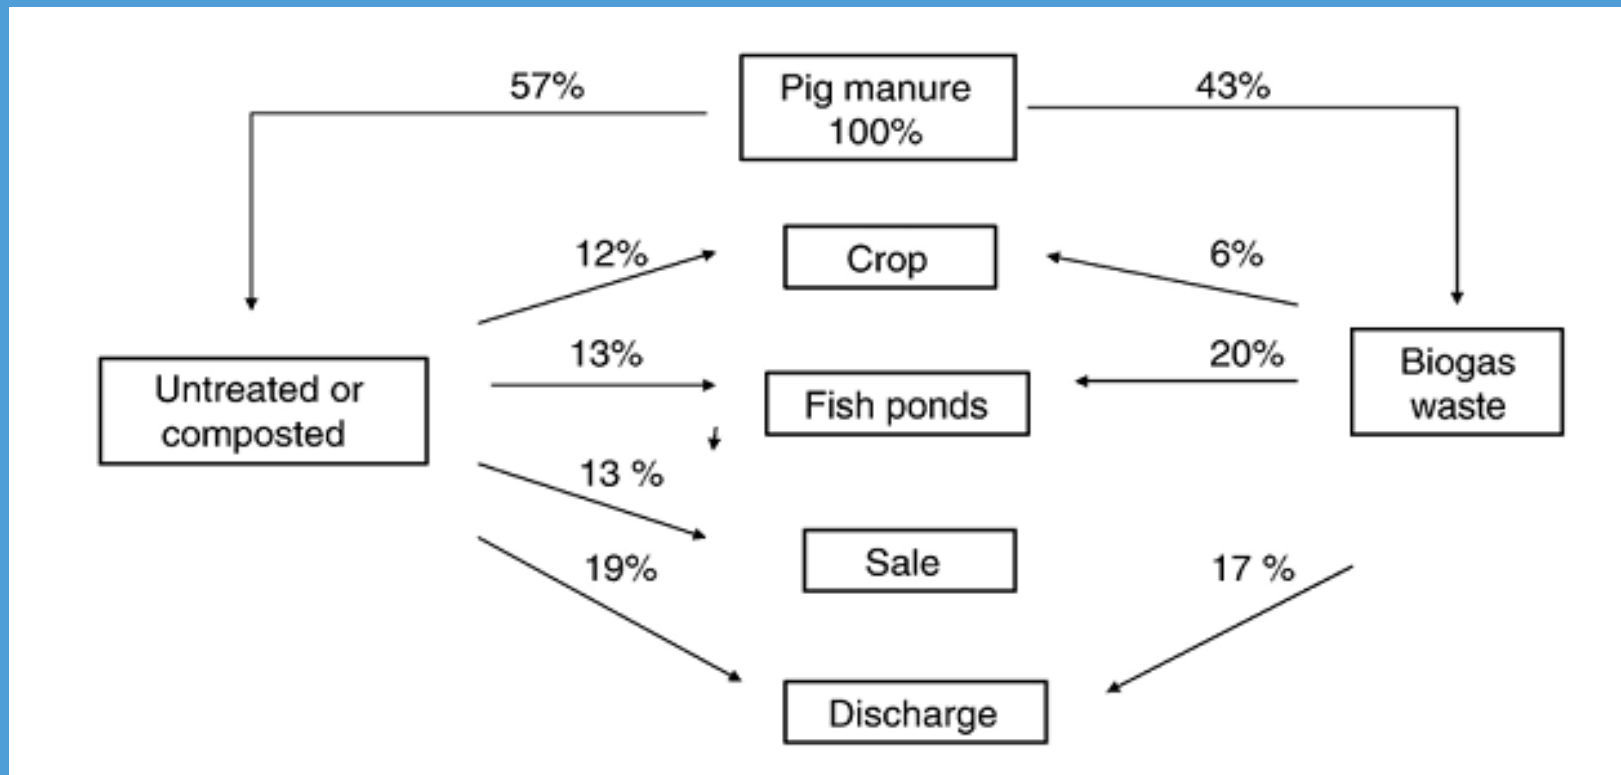 57%
Pig manure
100%
43%
12%
Crop
6%
13%
20%
Untreated or
composted
Fish ponds
Biogas
waste
13 %
Sale
19%
17 %
Discharge